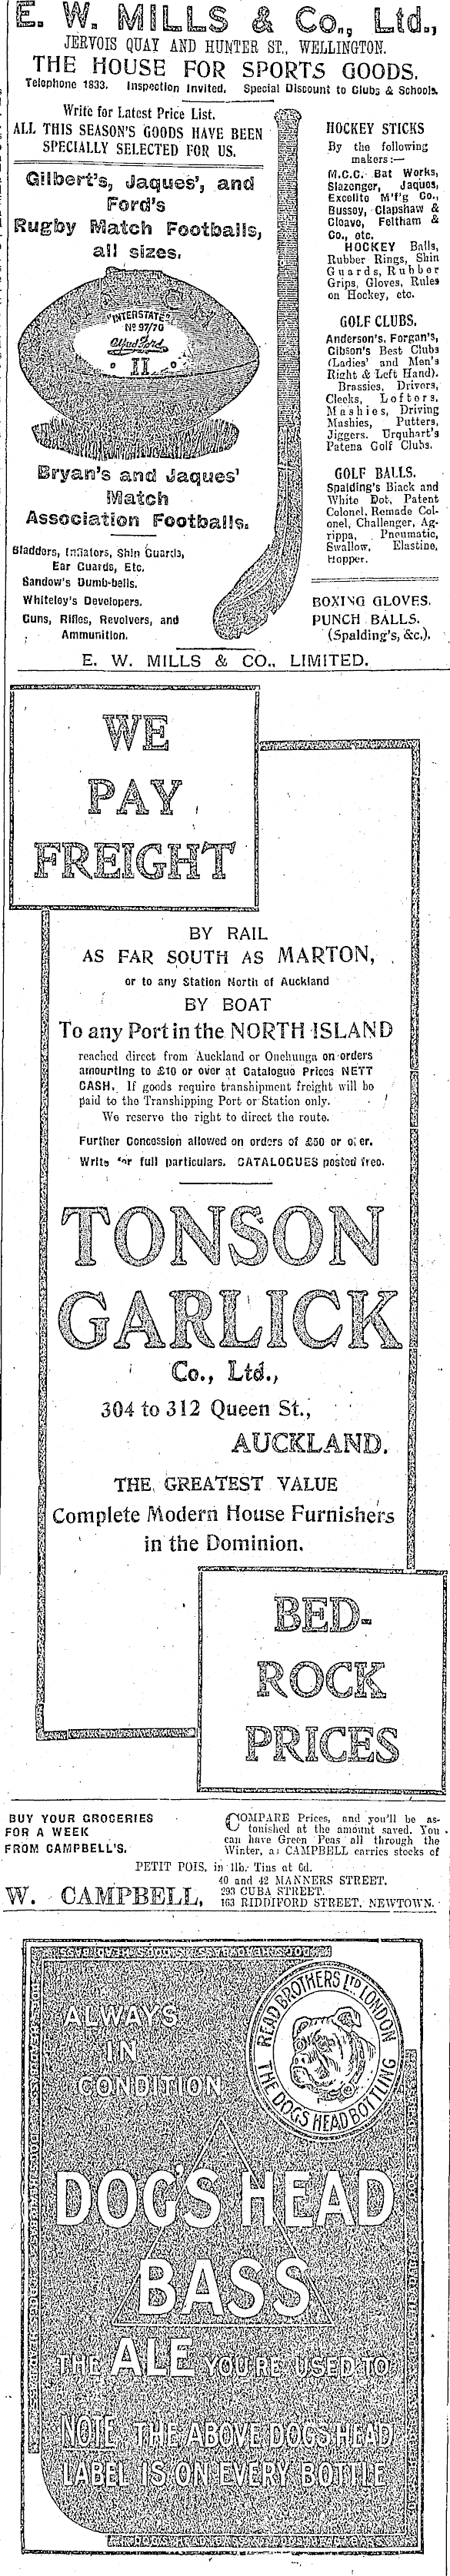 E. W. MILLS & Co., Ltd.,
JERVOIS QUAY AND HUNTER ST., WELLINGTON.
THE HOUSE FOR SPORTS GOODS.
Telephone 1833. Inspection Invited. Special Discount to Clubs & Schools.
Write for Latest Price List.
ALL THIS SEASON'S GOODS HAVE BEEN
SPECIALLY SELECTED FOR US.
Gilbert's, Jaques', and
Ford's
Rugby Match Footballs,
all sizes.
"INTERSTATE"
No 97/70
Alfred Ford
II
Bryan's and Jaques'
Match
Association Footballs.
Bladders, Inflators, Shin Guards,
Ear Guards, Etc.
Sandow's Dumb-bells.
Whiteley's Developers.
Guns, Rifles, Revolvers, and
Ammunition.
HOCKEY STICKS
By the following
makers:—
M.C.C. Bat Works,
Slazenger, Jaques,
Excelito M'f'g Co.,
Bussey, Clapshaw &
Cleave, Feltham &
Co., etc.
HOCKEY Balls,
Rubber Rings, Shin
Guards, Rubber
Grips, Gloves, Rules
on Hockey, etc.
GOLF CLUBS.
Anderson's, Forgan's,
Gibson's Best Clubs
(Ladies' and Men's
Right & Left Hand).
Brassies, Drivers,
Cleeks, Lofters,
Mashies, Driving
Mashies, Putters,
Jiggers. Urquhart's
Patena Golf Clubs.
GOLF BALLS.
Spalding's Black and
White Dot, Patent
Colonel, Remade Col-
onel, Challenger, Ag-
rippa, Pneumatic,
Swallow, Elastine,
Hopper.
BOXING GLOVES.
PUNCH BALLS.
(Spalding's, &c.).
E. W. MILLS & CO., LIMITED.
WE
PAY
FREIGHT
BY RAIL
AS FAR SOUTH AS MARTON,
or to any Station North of Auckland
BY BOAT
To any Port in the NORTH ISLAND
reached direct from Auckland or Onehunga on orders
amounting to £10 or over at Catalogue Prices NETT
CASH. If goods require transhipment freight will be
paid to the Transhipping Port or Station only.
We reserve the right to direct the route.
Further Concession allowed on orders of £50 or over.
Write for full particulars. CATALOGUES posted free.
TONSON
GARLICK
Co., Ltd.,
304 to 312 Queen St.,
AUCKLAND.
THE GREATEST VALUE
Complete Modern House Furnishers
in the Dominion.
BED-
ROCK
PRICES
BUY YOUR GROCERIES
FOR A WEEK
FROM CAMPBELL'S.
COMPARE Prices, and you'll be as-
tonished at the amount saved. You
can have Green Peas all through the
Winter, as CAMPBELL carries stocks of
PETIT POIS, in 1lb. Tins at 6d.
W. CAMPBELL,
40 and 42 MANNERS STREET.
293 CUBA STREET.
163 RIDDIFORD STREET, NEWTOWN.
READ BROTHERS LTD LONDON
THE DOGS HEAD BOTTLING
ALWAYS
IN
CONDITION
DOG'S HEAD
BASS
THE ALE YOU'RE USED TO
NOTE THE ABOVE DOGS HEAD
LABEL IS ON EVERY BOTTLE